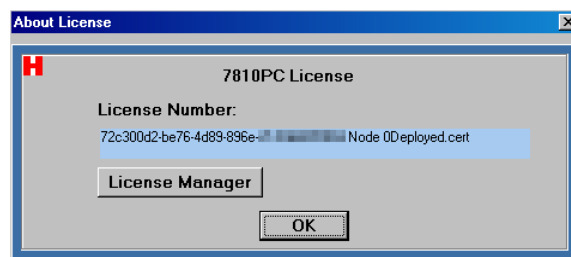 About License
H
7810PC License
License Number:
72c300d2-be76-4d89-896e- Node 0Deployed.cert
License Manager
OK